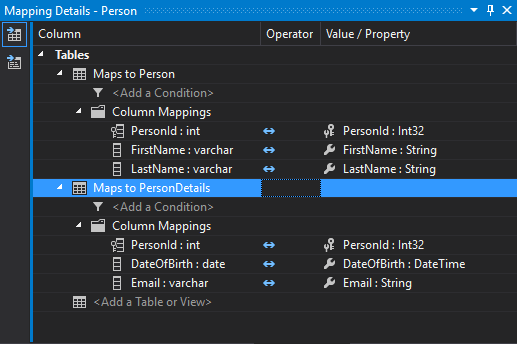 Mapping Details - Person
Column Operator Value / Property
Tables
Maps to Person
<Add a Condition>
Column Mappings
PersonId : int PersonId : Int32
FirstName : varchar FirstName : String
LastName : varchar LastName : String
Maps to PersonDetails
<Add a Condition>
Column Mappings
PersonId : int PersonId : Int32
DateOfBirth : date DateOfBirth : DateTime
Email : varchar Email : String
<Add a Table or View>